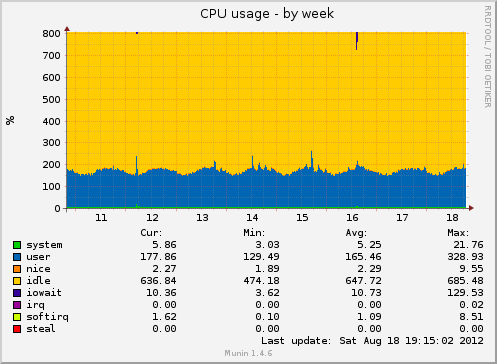 CPU usage - by week
RRDTOOL / TOBI OETIKER
%
800
700
600
500
400
300
200
100
0
11 12 13 14 15 16 17 18
Cur: Min: Avg: Max:
system 5.86 3.03 5.25 21.76
user 177.86 129.49 165.46 328.93
nice 2.27 1.89 2.29 9.55
idle 636.84 474.18 647.72 685.48
iowait 10.36 3.62 10.73 129.53
irq 0.00 0.00 0.00 0.02
softirq 1.62 0.10 1.09 8.51
steal 0.00 0.00 0.00 0.00
Last update: Sat Aug 18 19:15:02 2012
Munin 1.4.6